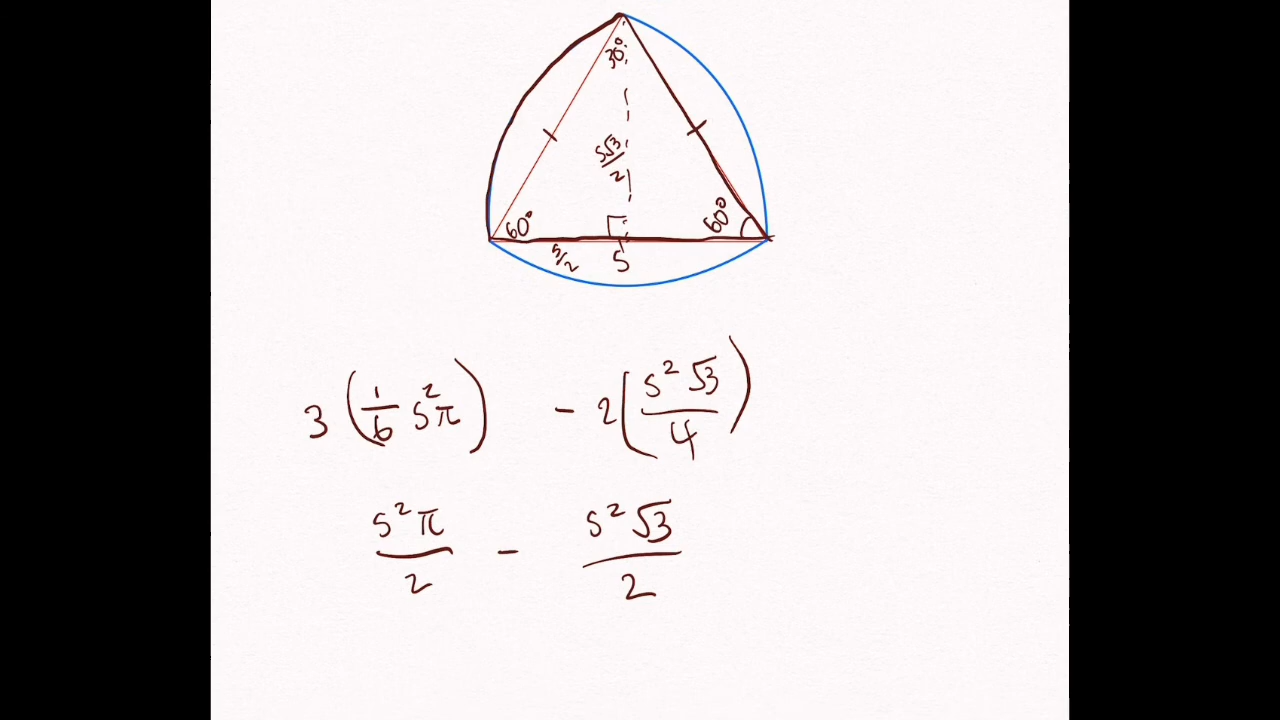 30°
s√3/2
60° 60°
s/2 s
3 (1/6 s²π) - 2 (s²√3/4)
s²π/2 - s²√3/2